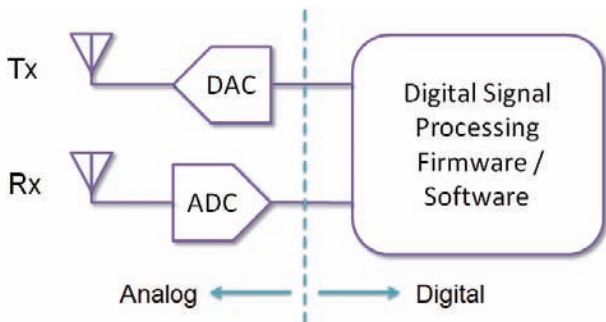 Tx
DAC
Rx
ADC
Digital Signal
Processing
Firmware /
Software
Analog
Digital